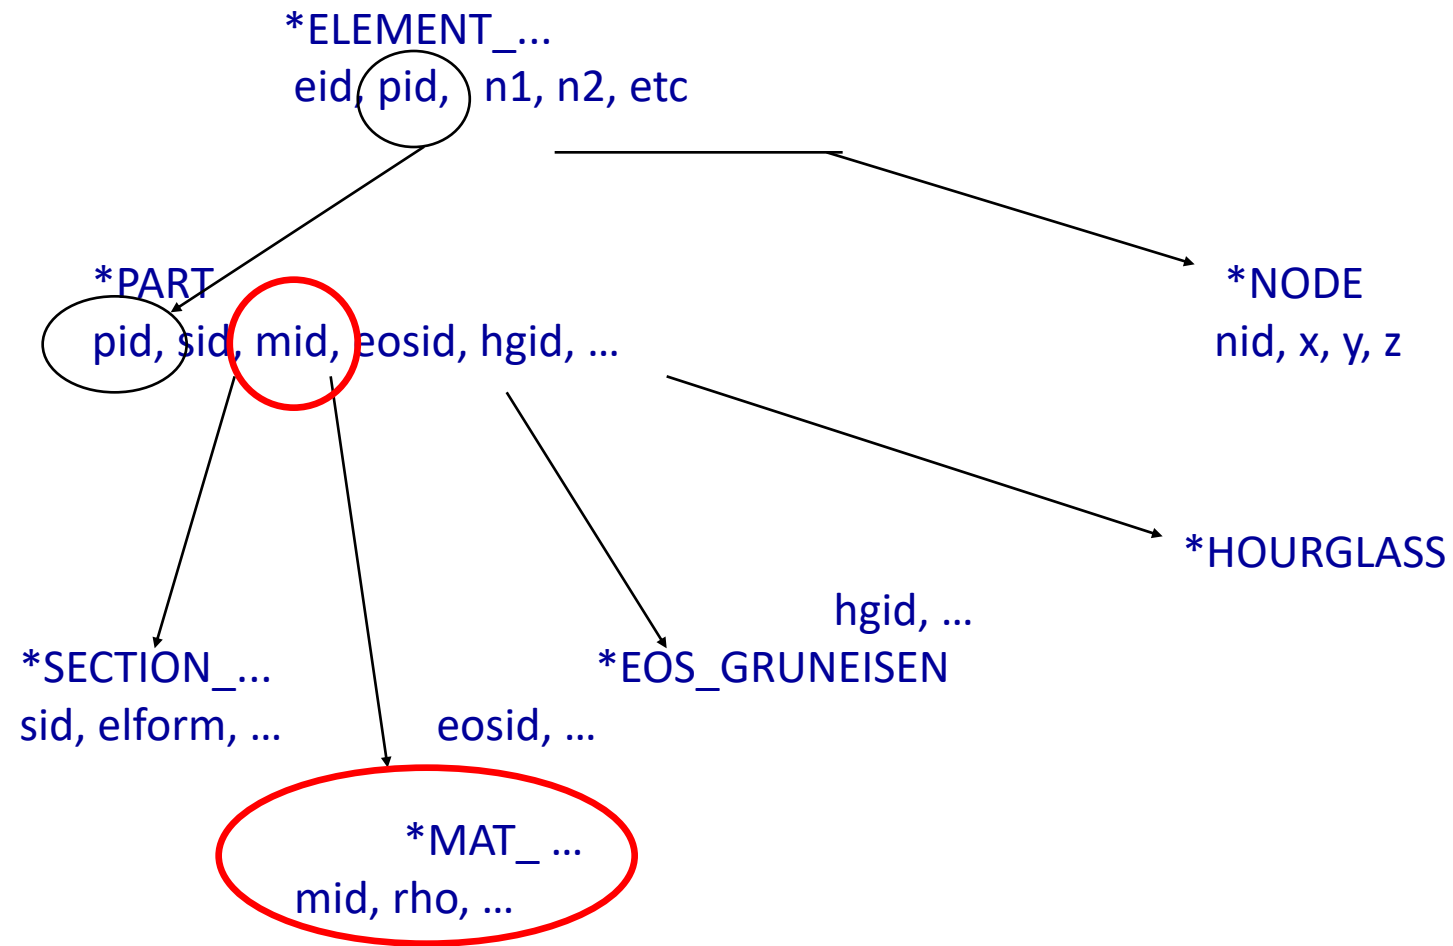 *ELEMENT_...
eid, pid, n1, n2, etc
*PART
pid, sid, mid, eosid, hgid, ...
*NODE
nid, x, y, z
*HOURGLASS
hgid, ...
*SECTION_...
sid, elform, ...
*EOS_GRUNEISEN
eosid, ...
*MAT_ ...
mid, rho, ...